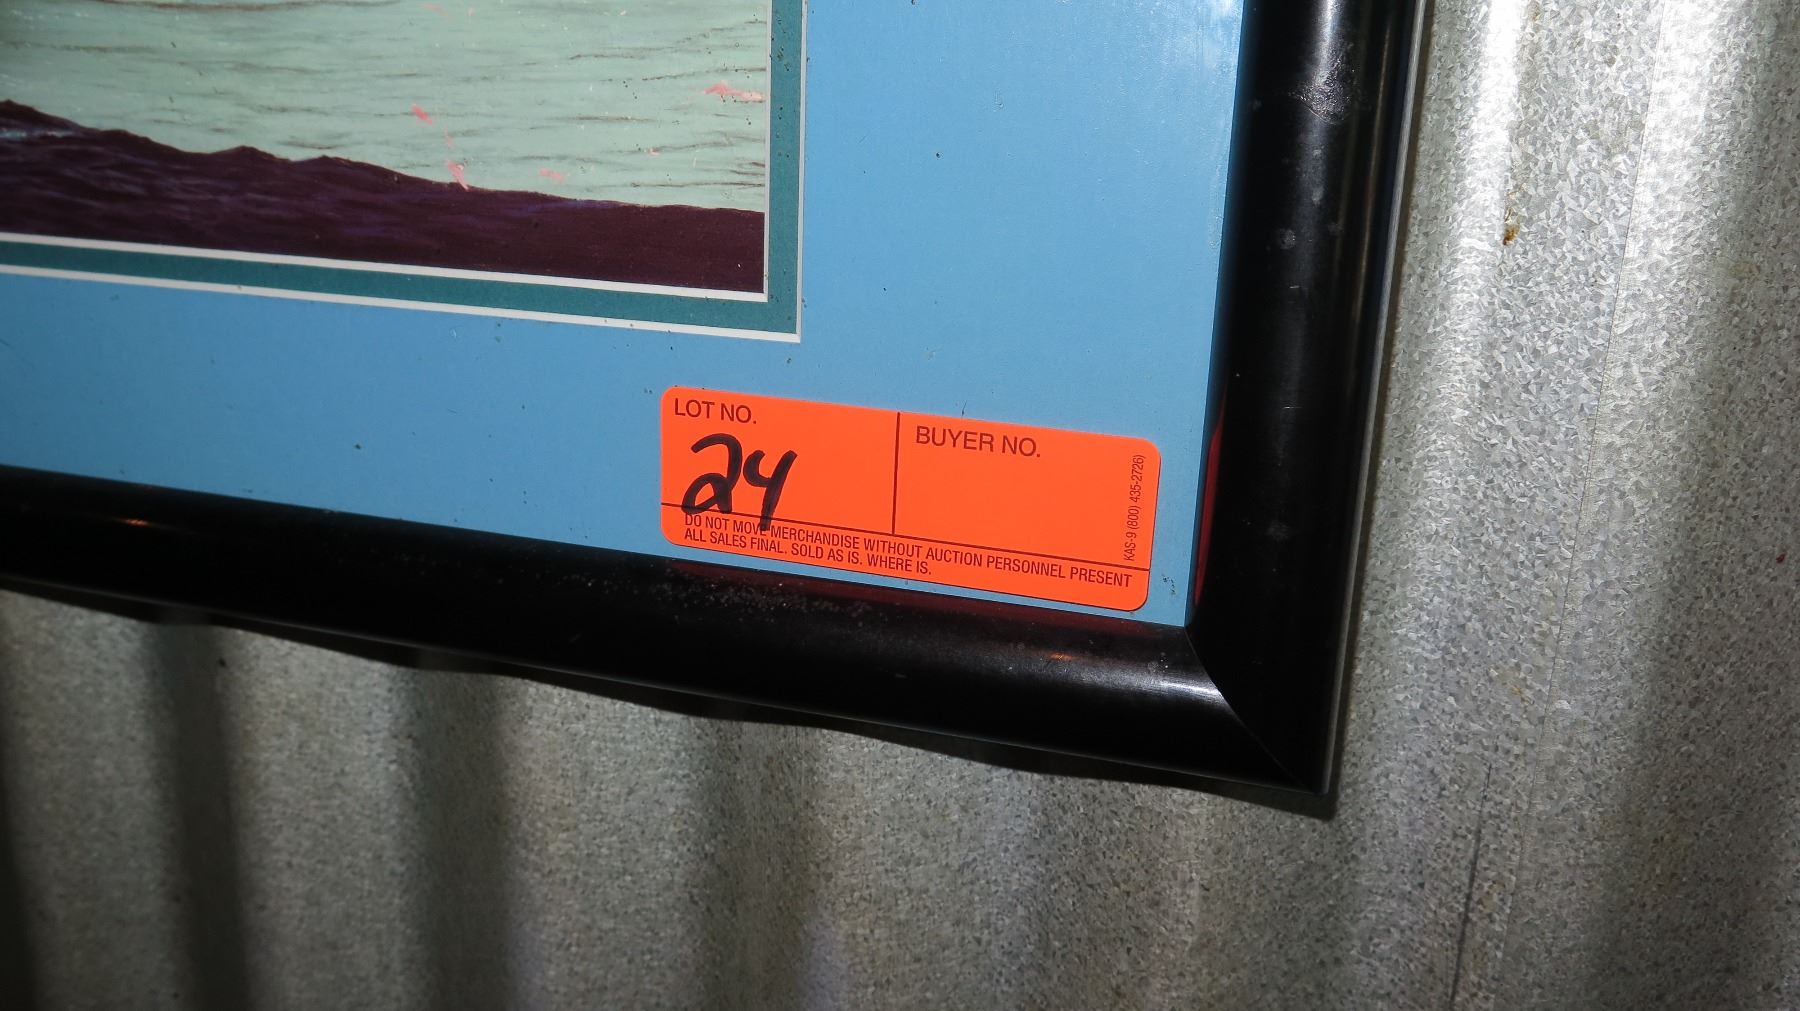 LOT NO.
24
BUYER NO.
DO NOT MOVE MERCHANDISE WITHOUT AUCTION PERSONNEL PRESENT
ALL SALES FINAL. SOLD AS IS. WHERE IS.
KAS-9 (800) 435-2726)